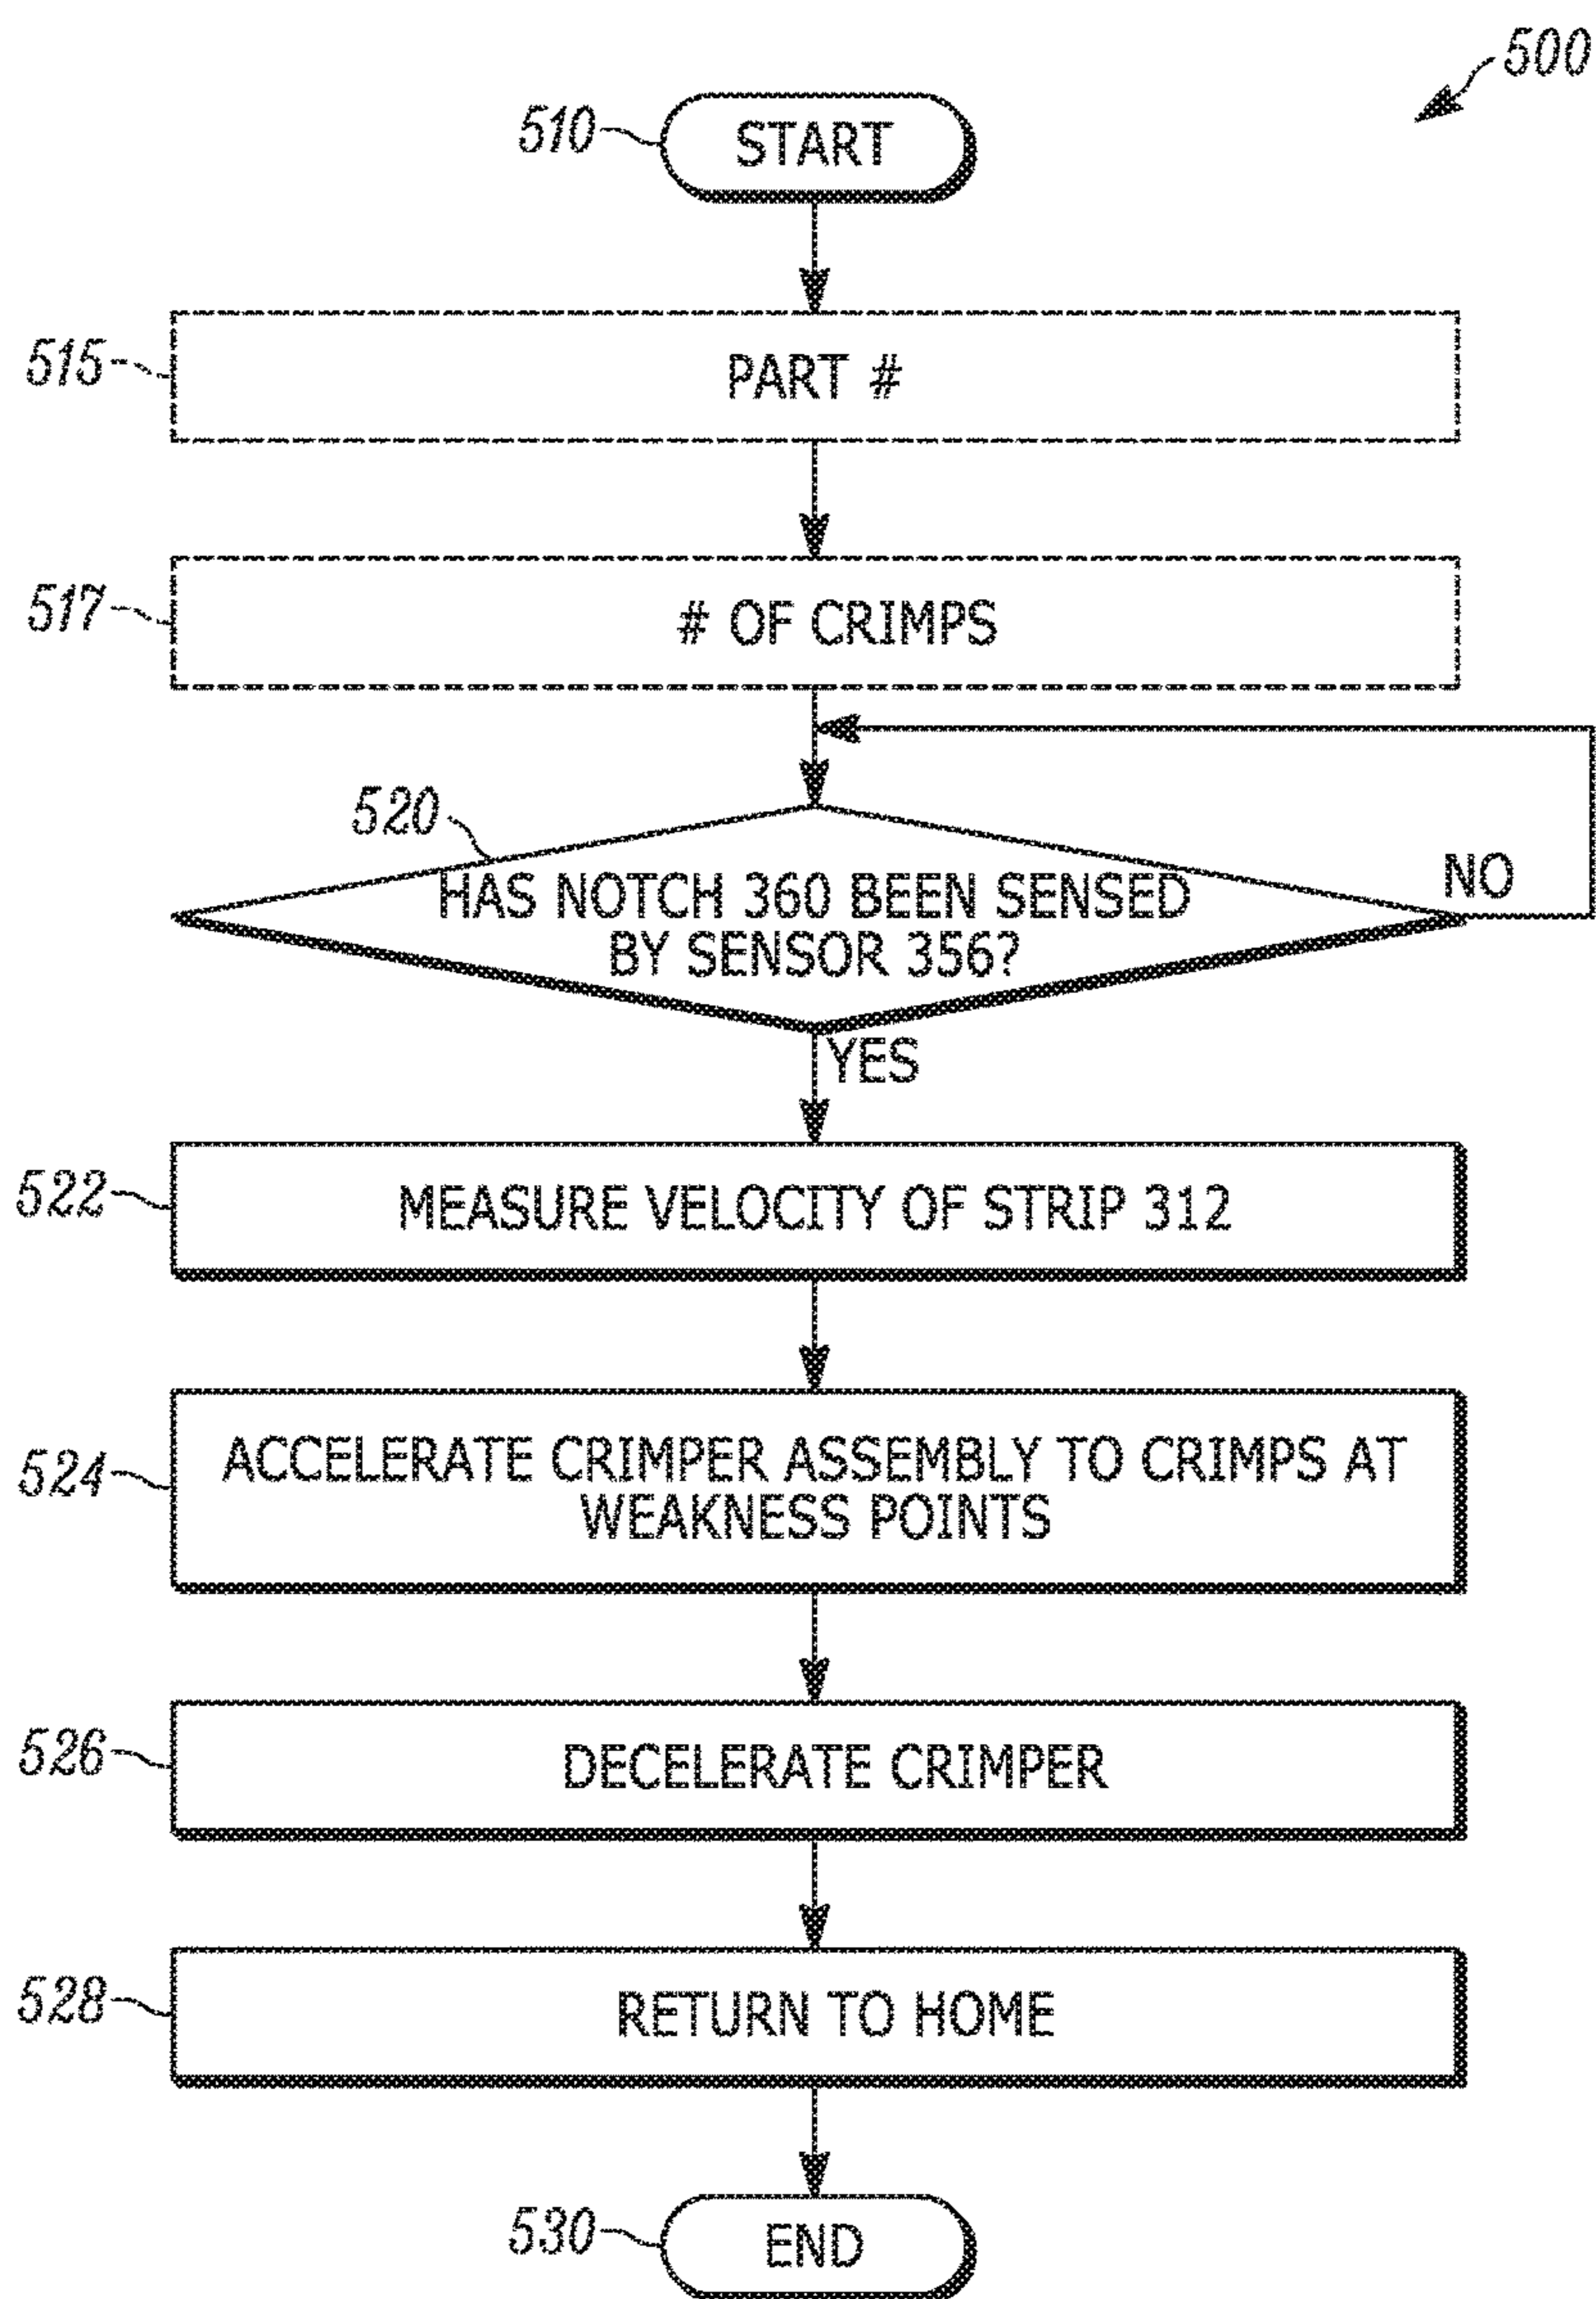 500
510
START
515
PART #
517
# OF CRIMPS
520
HAS NOTCH 360 BEEN SENSED
BY SENSOR 356?
NO
YES
522
MEASURE VELOCITY OF STRIP 312
524
ACCELERATE CRIMPER ASSEMBLY TO CRIMPS AT
WEAKNESS POINTS
526
DECELERATE CRIMPER
528
RETURN TO HOME
530
END